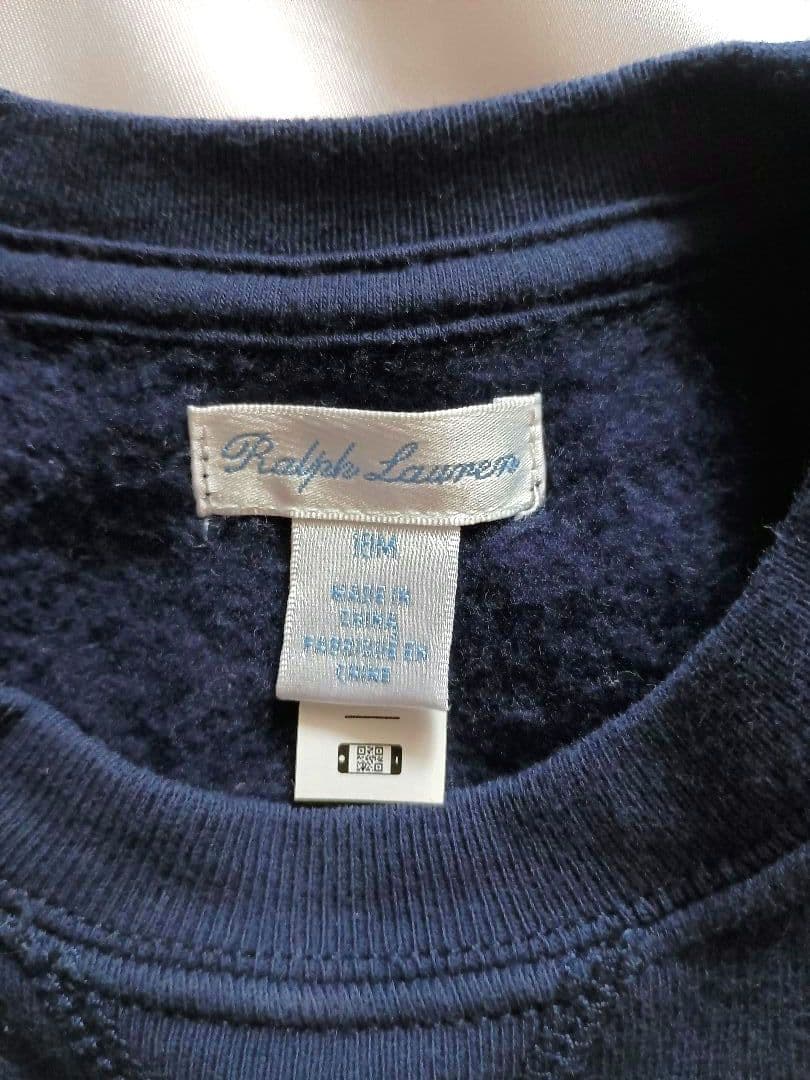 Ralph Lauren
18M
MADE IN
CHINA
FABRIQUÉ EN
CHINE